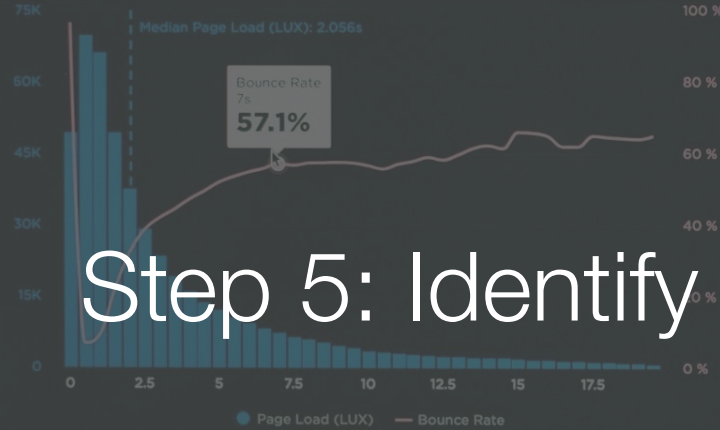 75K
100 %
Median Page Load (LUX): 2.056s
60K
80 %
Bounce Rate
7s
57.1%
45K
60 %
30K
40 %
Step 5: Identify
15K
0
0 %
0 2.5 5 7.5 10 12.5 15 17.5
Page Load (LUX) Bounce Rate